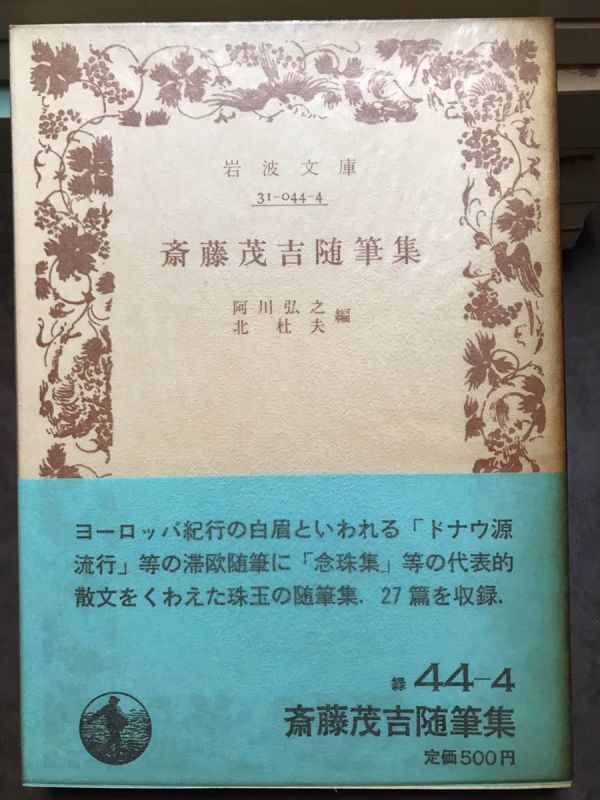 岩波文庫
31-044-4
斎藤茂吉随筆集
阿川弘之
北杜夫
編
ヨーロッパ紀行の白眉といわれる「ドナウ源
流行」等の滞欧随筆に「念珠集」等の代表的
散文をくわえた珠玉の随筆集. 27篇を収録.
緑 44-4
斎藤茂吉随筆集
定価500円